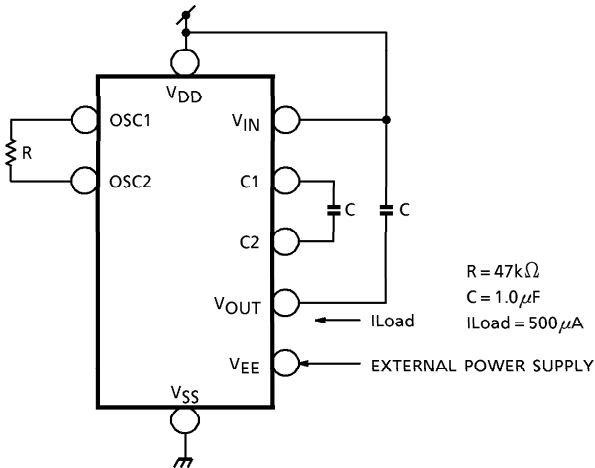 VDD
OSC1
VIN
R
OSC2
C1
C
C
C2
R = 47kΩ
C = 1.0μF
VOUT
ILoad
ILoad = 500μA
VEE
EXTERNAL POWER SUPPLY
VSS